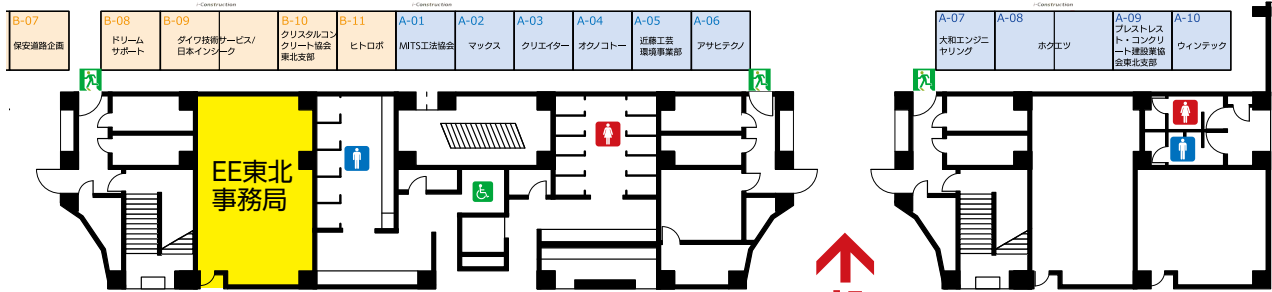 i-Construction
i-Construction
i-Construction
B-07
保安道路企画
B-08
ドリーム
サポート
B-09
ダイワ技術サービス/
日本インシーク
B-10
クリスタルコン
クリート協会
東北支部
B-11
ヒトロボ
A-01
MITS工法協会
A-02
マックス
A-03
クリエイター
A-04
オクノコトー
A-05
近藤工芸
環境事業部
A-06
アサヒテクノ
A-07
大和エンジニ
ヤリング
A-08
ホクエツ
A-09
プレストレス
ト・コンクリ
ート建設業協
会東北支部
A-10
ウィンテック
EE東北
事務局